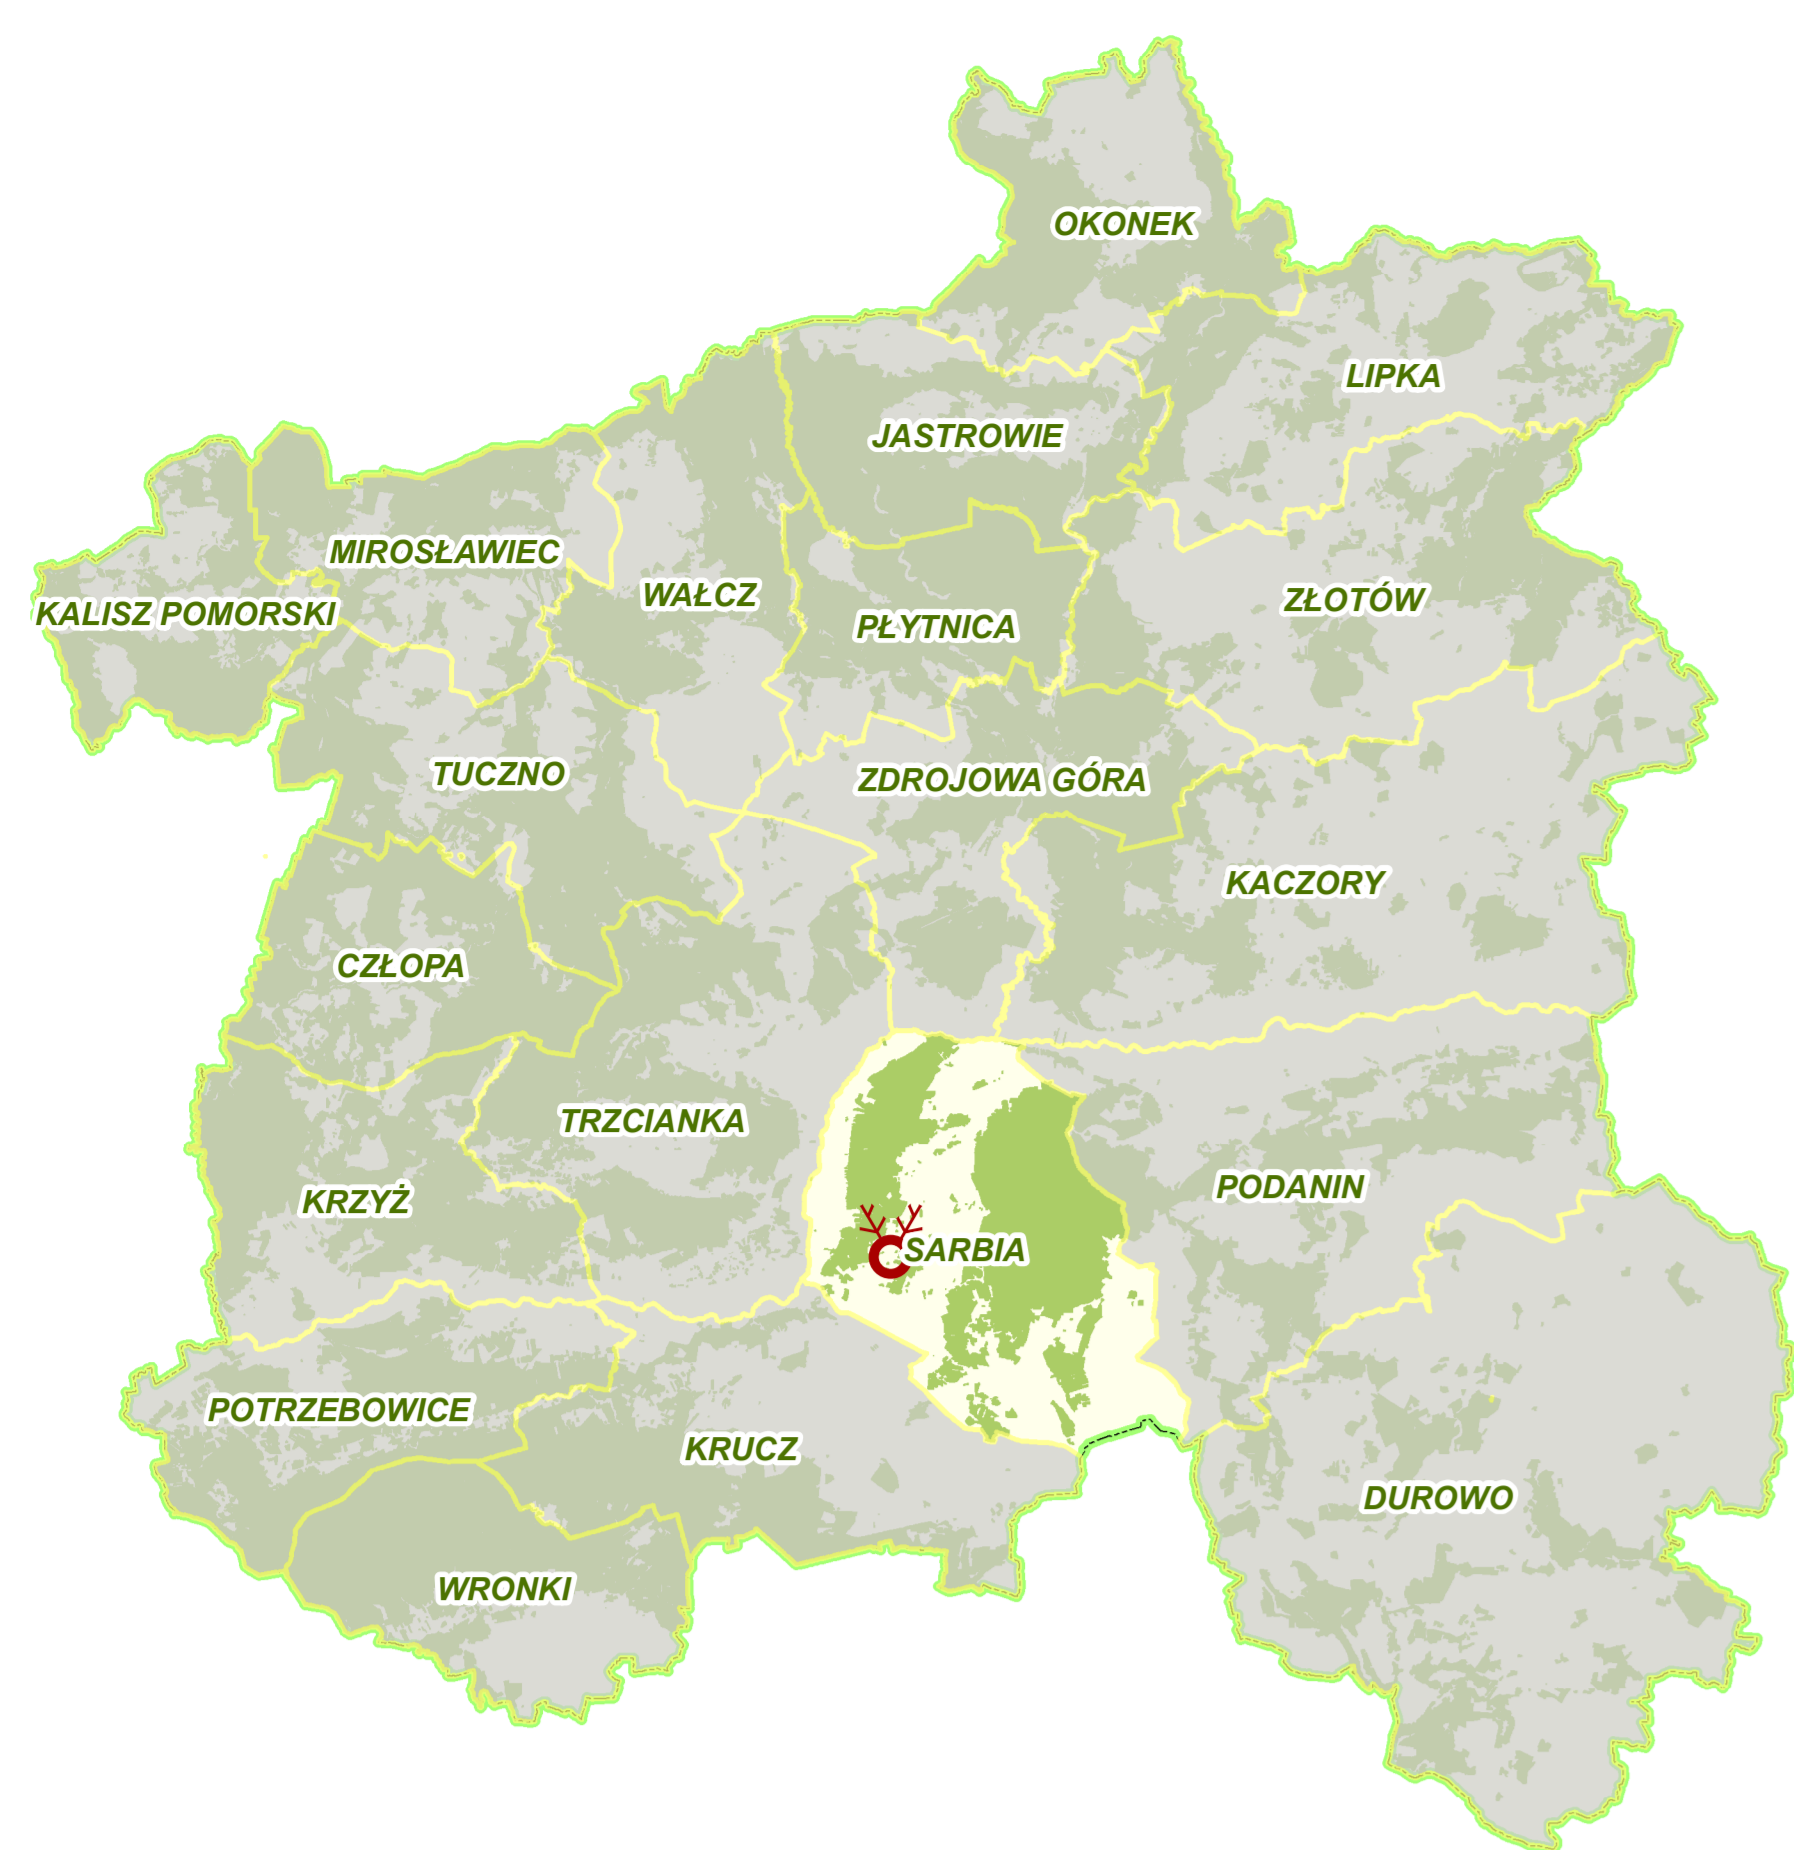 OKONEK
LIPKA
JASTROWIE
MIROSŁAWIEC
WAŁCZ
ZŁOTÓW
KALISZ POMORSKI
PŁYTNICA
TUCZNO
ZDROJOWA GÓRA
KACZORY
CZŁOPA
TRZCIANKA
PODANIN
KRZYŻ
SARBIA
POTRZEBOWICE
KRUCZ
DUROWO
WRONKI